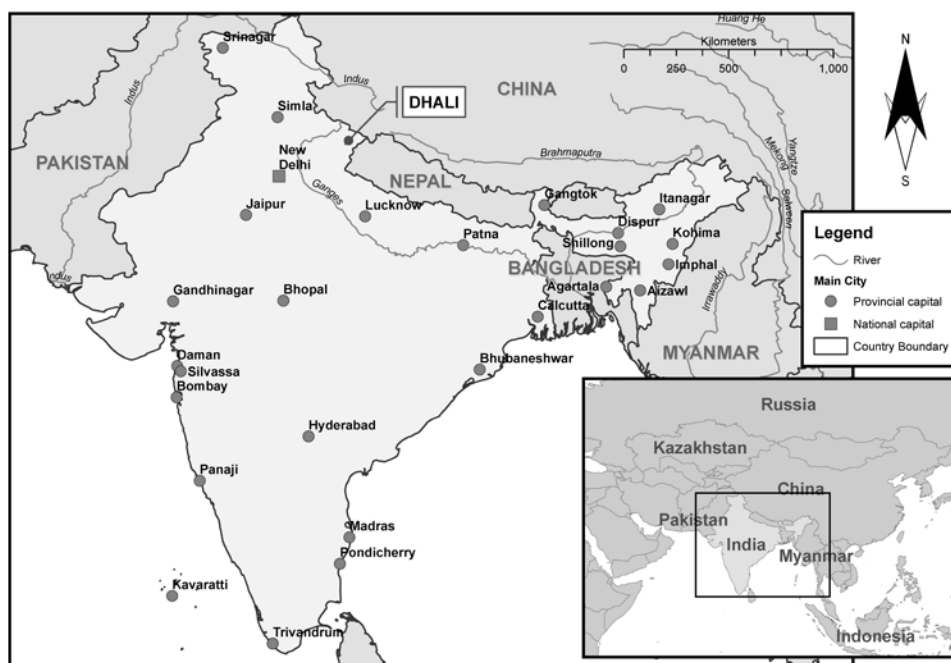 Huang He
Kilometers
0 250 500 1,000
N
S
Srinagar
Indus
Indus
CHINA
DHALI
Simla
PAKISTAN
New
Delhi
Brahmaputra
Mekong
Yangtze
Salween
NEPAL
Ganges
Gangtok
Itanagar
Jaipur
Lucknow
Dispur
Patna
Shillong
Kohima
BANGLADESH
Imphal
ndus
Gandhinagar
Bhopal
Agartala
Aizawl
Irrawaddy
Calcutta
MYANMAR
Daman
Silvassa
Bombay
Bhubaneshwar
Hyderabad
Panaji
Madras
Pondicherry
Kavaratti
Trivandrum
Legend
River
Main City
Provincial capital
National capital
Country Boundary
Russia
Kazakhstan
China
Pakistan
India
Myanmar
Indonesia